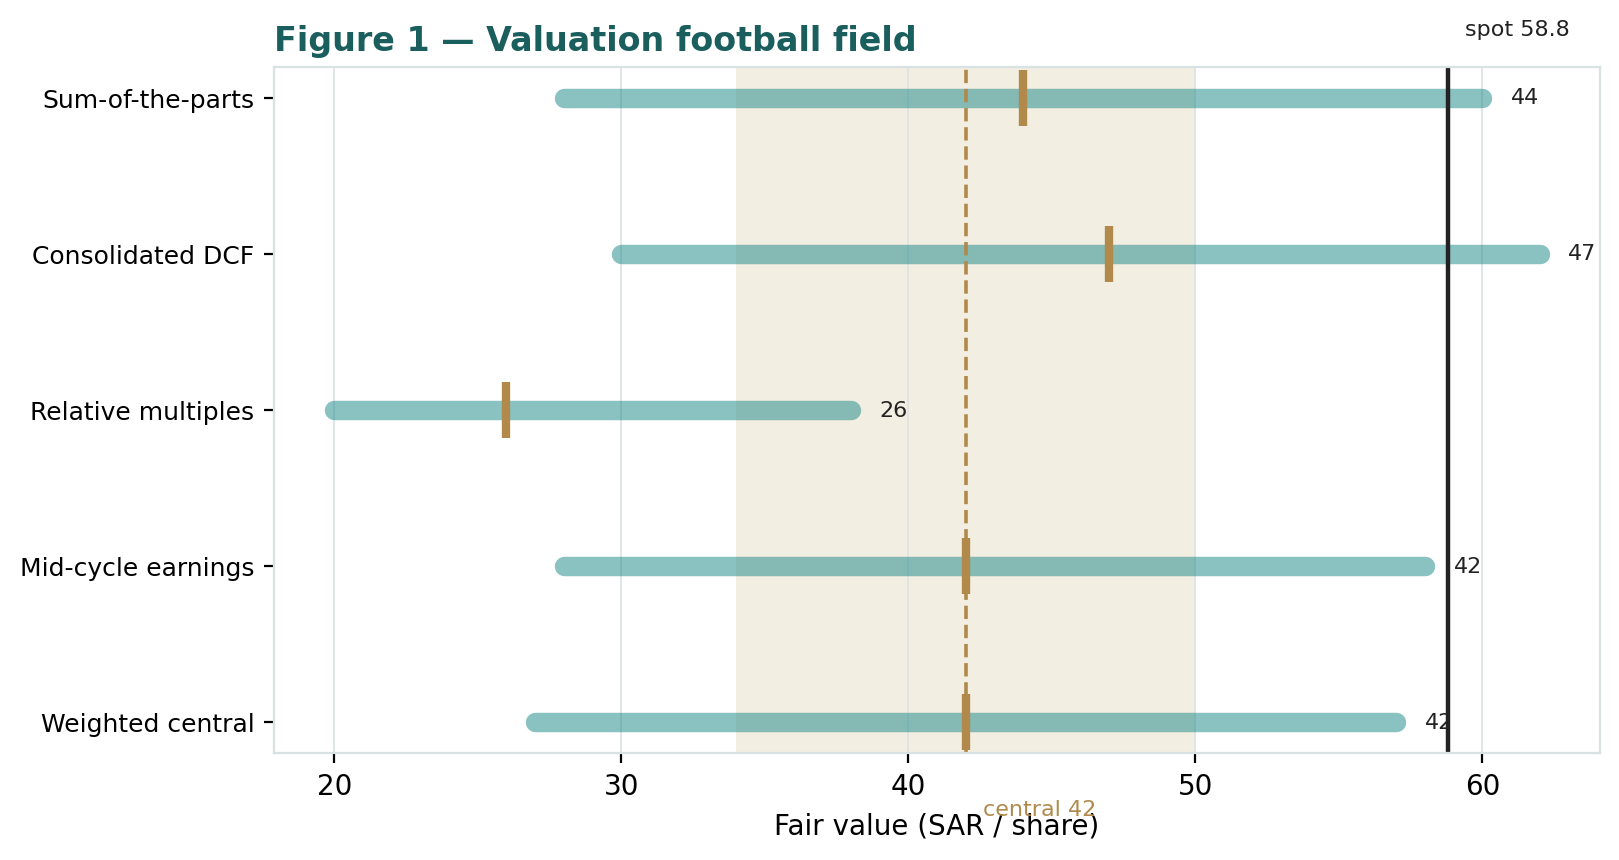 Figure 1 — Valuation football field
spot 58.8
Sum-of-the-parts
44
Consolidated DCF
47
Relative multiples
26
Mid-cycle earnings
42
Weighted central
42
20 30 40 50 60
central 42
Fair value (SAR / share)